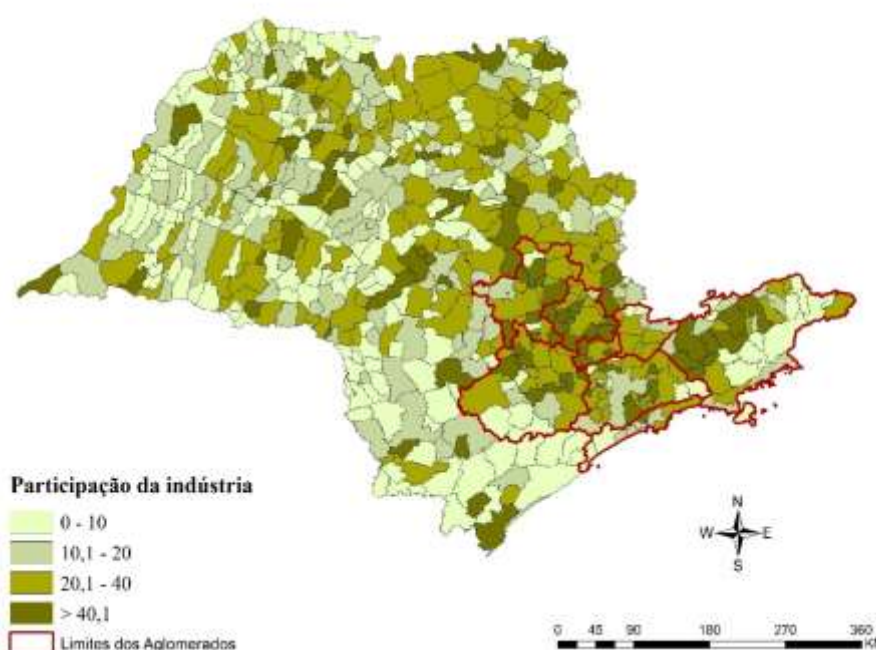 Participação da indústria
0 - 10
10,1 - 20
20,1 - 40
> 40,1
Limites dos Aglomerados
N
W E
S
0 45 90 180 270 360